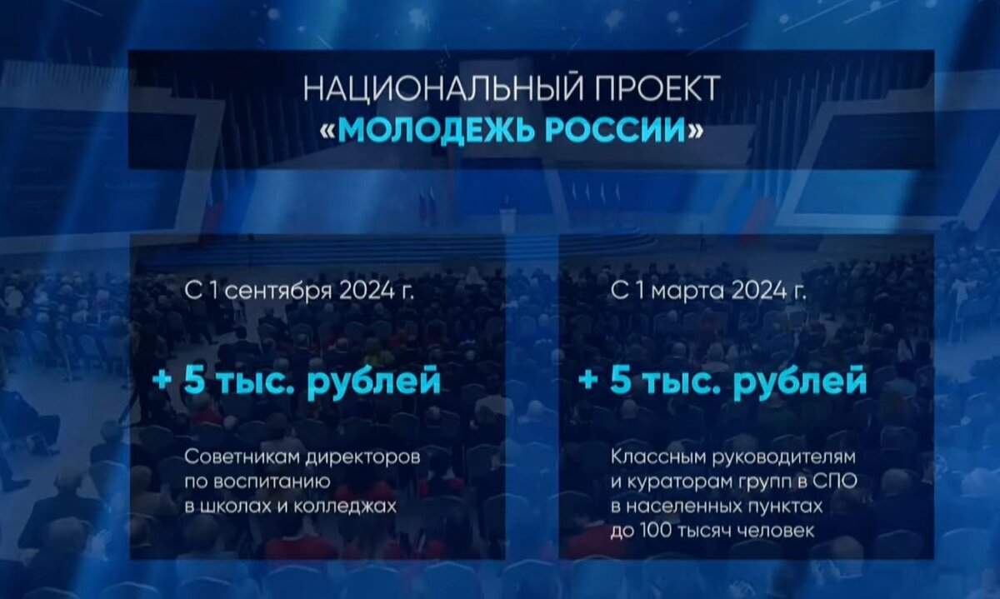 НАЦИОНАЛЬНЫЙ ПРОЕКТ
«МОЛОДЕЖЬ РОССИИ»
С 1 сентября 2024 г.
+ 5 тыс. рублей
Советникам директоров
по воспитанию
в школах и колледжах
С 1 марта 2024 г.
+ 5 тыс. рублей
Классным руководителям
и кураторам групп в СПО
в населенных пунктах
до 100 тысяч человек